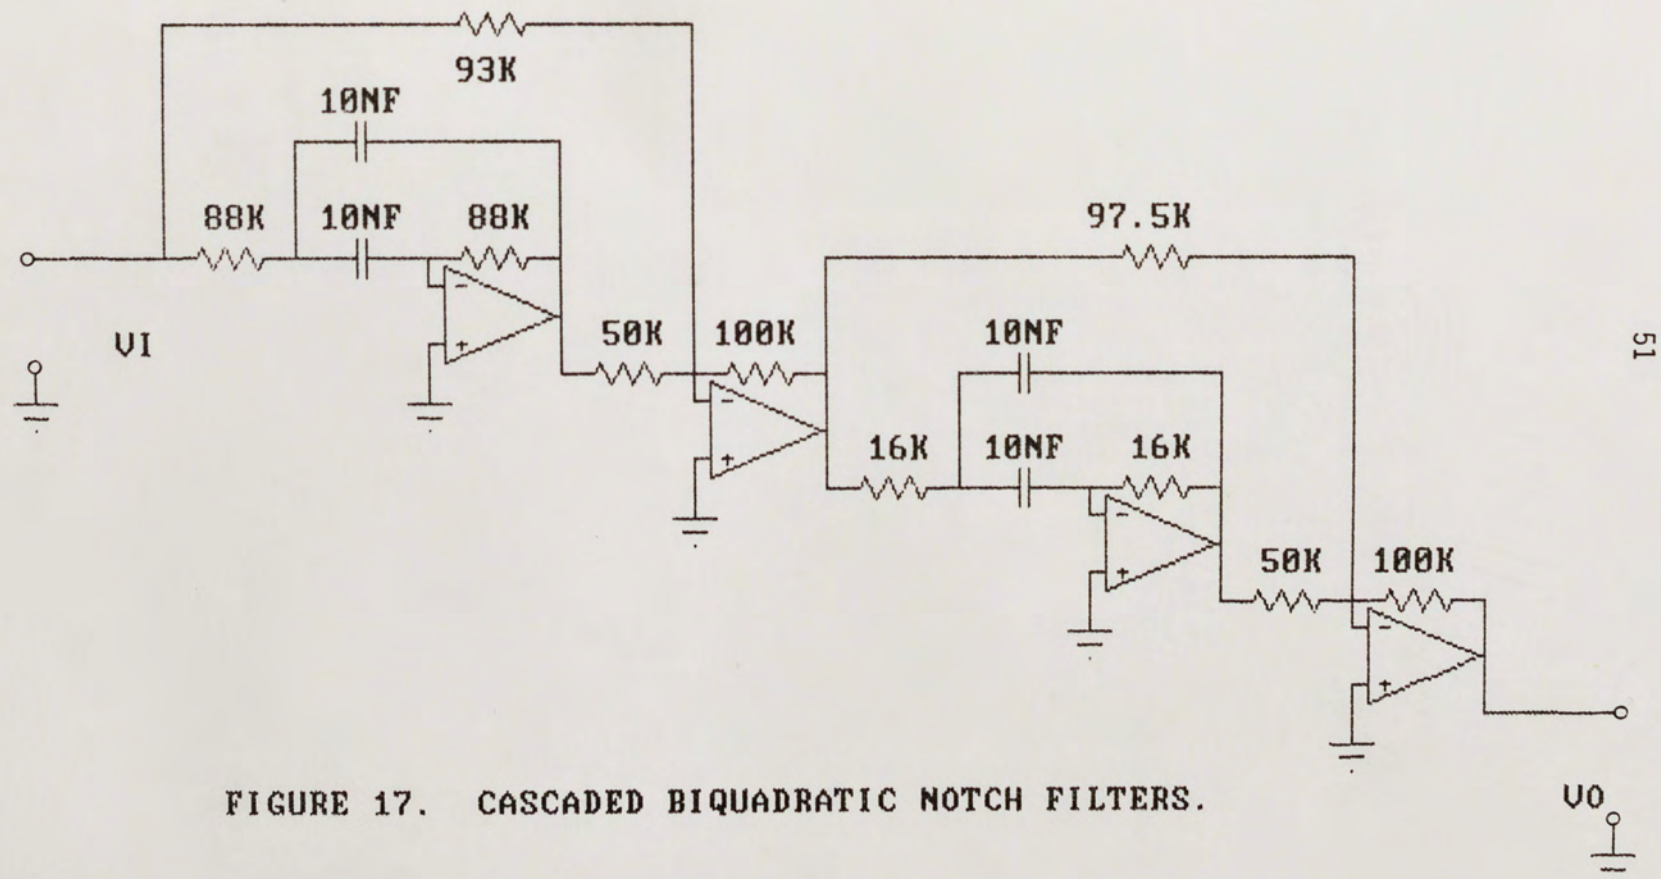 93K
10NF
88K 10NF 88K
97.5K
VI
50K 100K
10NF
51
16K 10NF 16K
50K 100K
FIGURE 17. CASCADED BIQUADRATIC NOTCH FILTERS.
VO